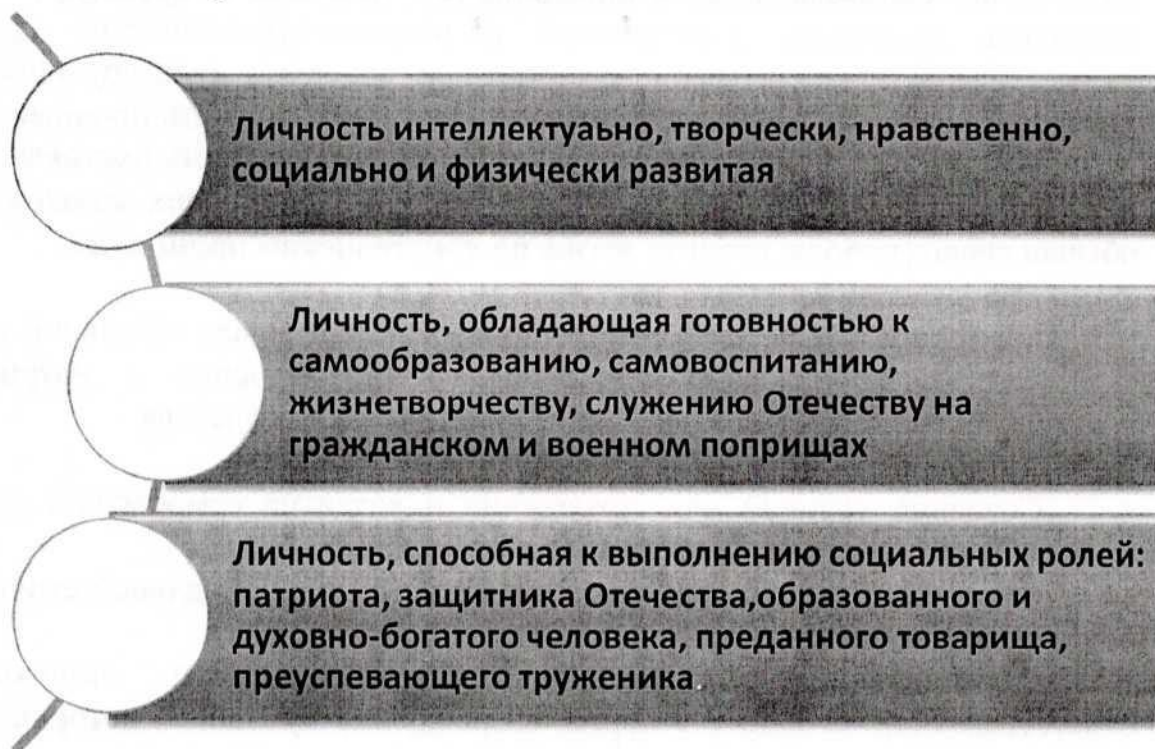 Личность интеллектуаьно, творчески, нравственно,
социально и физически развитая
Личность, обладающая готовностью к
самообразованию, самовоспитанию,
жизнетворчеству, служению Отечеству на
гражданском и военном поприщах
Личность, способная к выполнению социальных ролей:
патриота, защитника Отечества,образованного и
духовно-богатого человека, преданного товарища,
преуспевающего труженика.